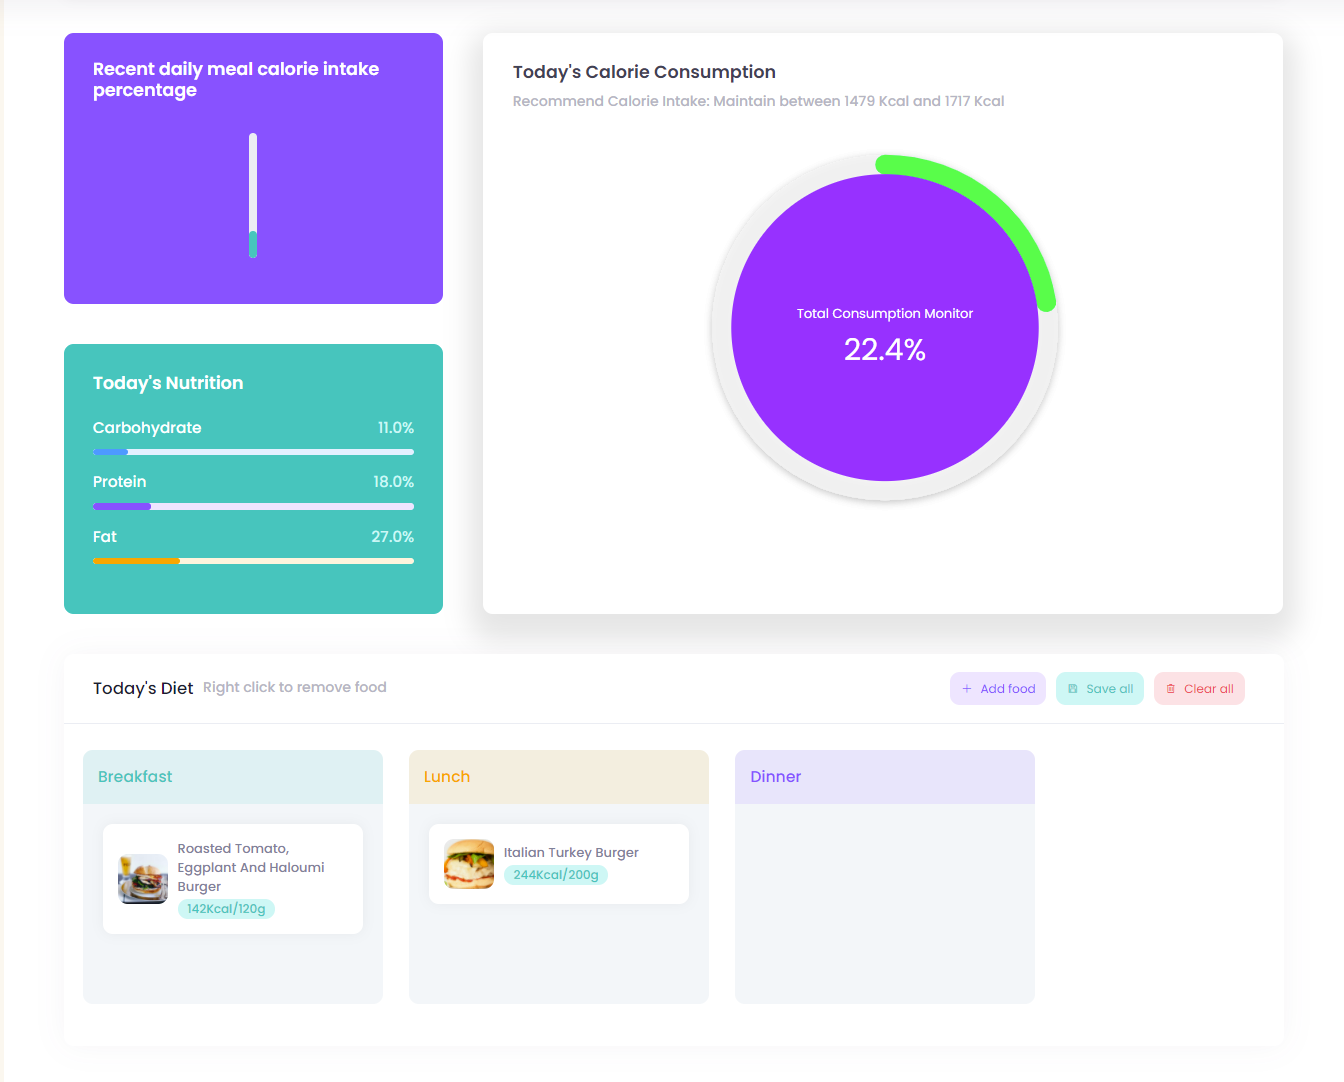 Recent daily meal calorie intake
percentage
Today's Calorie Consumption
Recommend Calorie Intake: Maintain between 1479 Kcal and 1717 Kcal
Total Consumption Monitor
22.4%
Today's Nutrition
Carbohydrate 11.0%
Protein 18.0%
Fat 27.0%
Today's Diet Right click to remove food
+ Add food
Save all
Clear all
Breakfast
Roasted Tomato,
Eggplant And Haloumi
Burger
142Kcal/120g
Lunch
Italian Turkey Burger
244Kcal/200g
Dinner